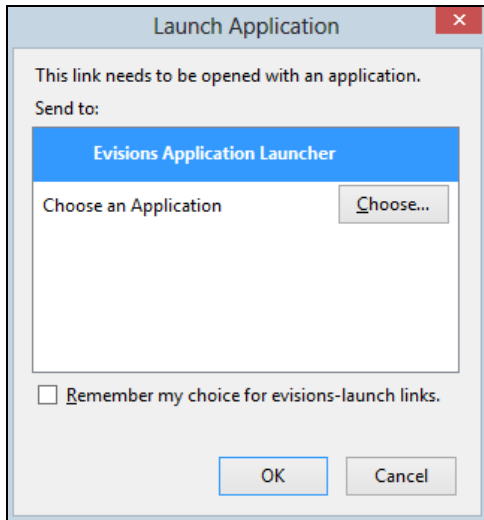 Launch Application
This link needs to be opened with an application.
Send to:
Evisions Application Launcher
Choose an Application
Choose...
Remember my choice for evisions-launch links.
OK
Cancel